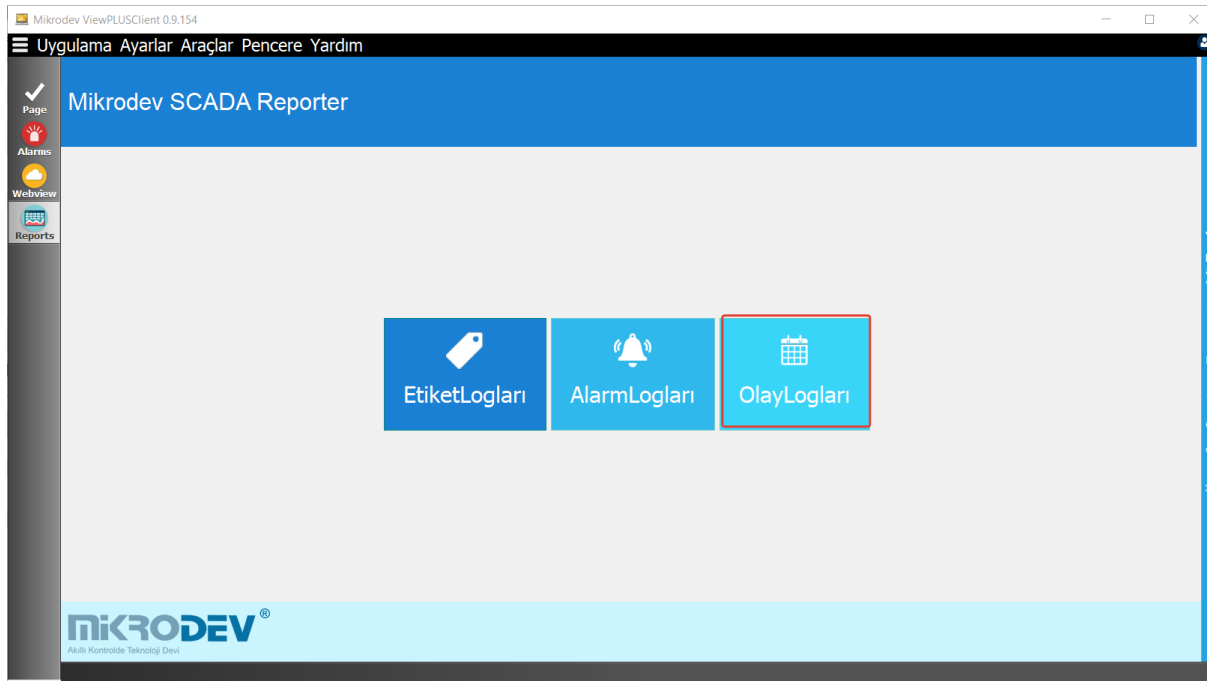 Mikrodev ViewPLUSClient 0.9.154
Uygulama Ayarlar Araçlar Pencere Yardım
Page
Alarms
Webview
Reports
Mikrodev SCADA Reporter
EtiketLogları
AlarmLogları
OlayLogları
MiKRODEV®
Akıllı Kontrolde Teknoloji Devi